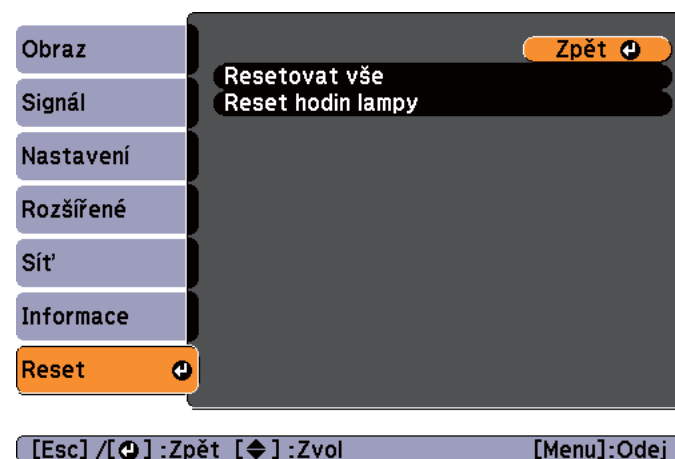 Obraz
Signál
Nastavení
Rozšířené
Síť
Informace
Reset
Zpět
Resetovat vše
Reset hodin lampy
[Esc] /[ ] :Zpět [ ] :Zvol [Menu]:Odej